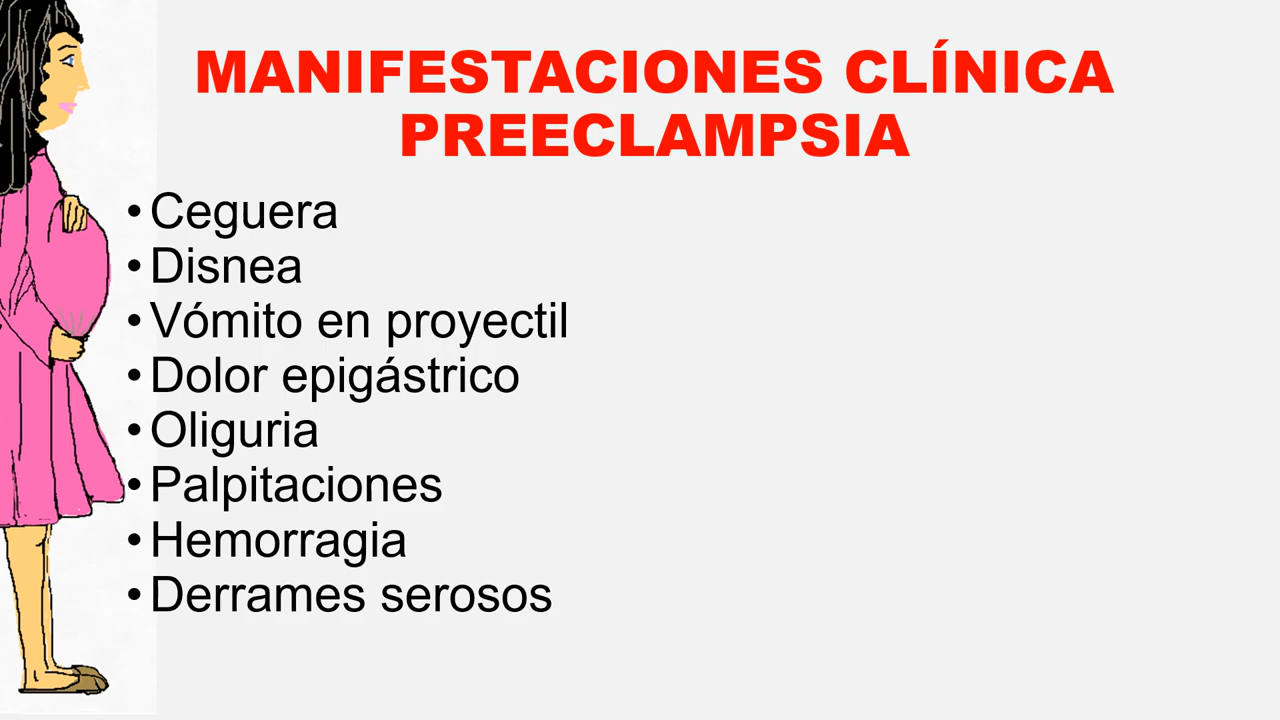 MANIFESTACIONES CLÍNICA
PREECLAMPSIA
•Ceguera
•Disnea
•Vómito en proyectil
•Dolor epigástrico
•Oliguria
•Palpitaciones
•Hemorragia
•Derrames serosos